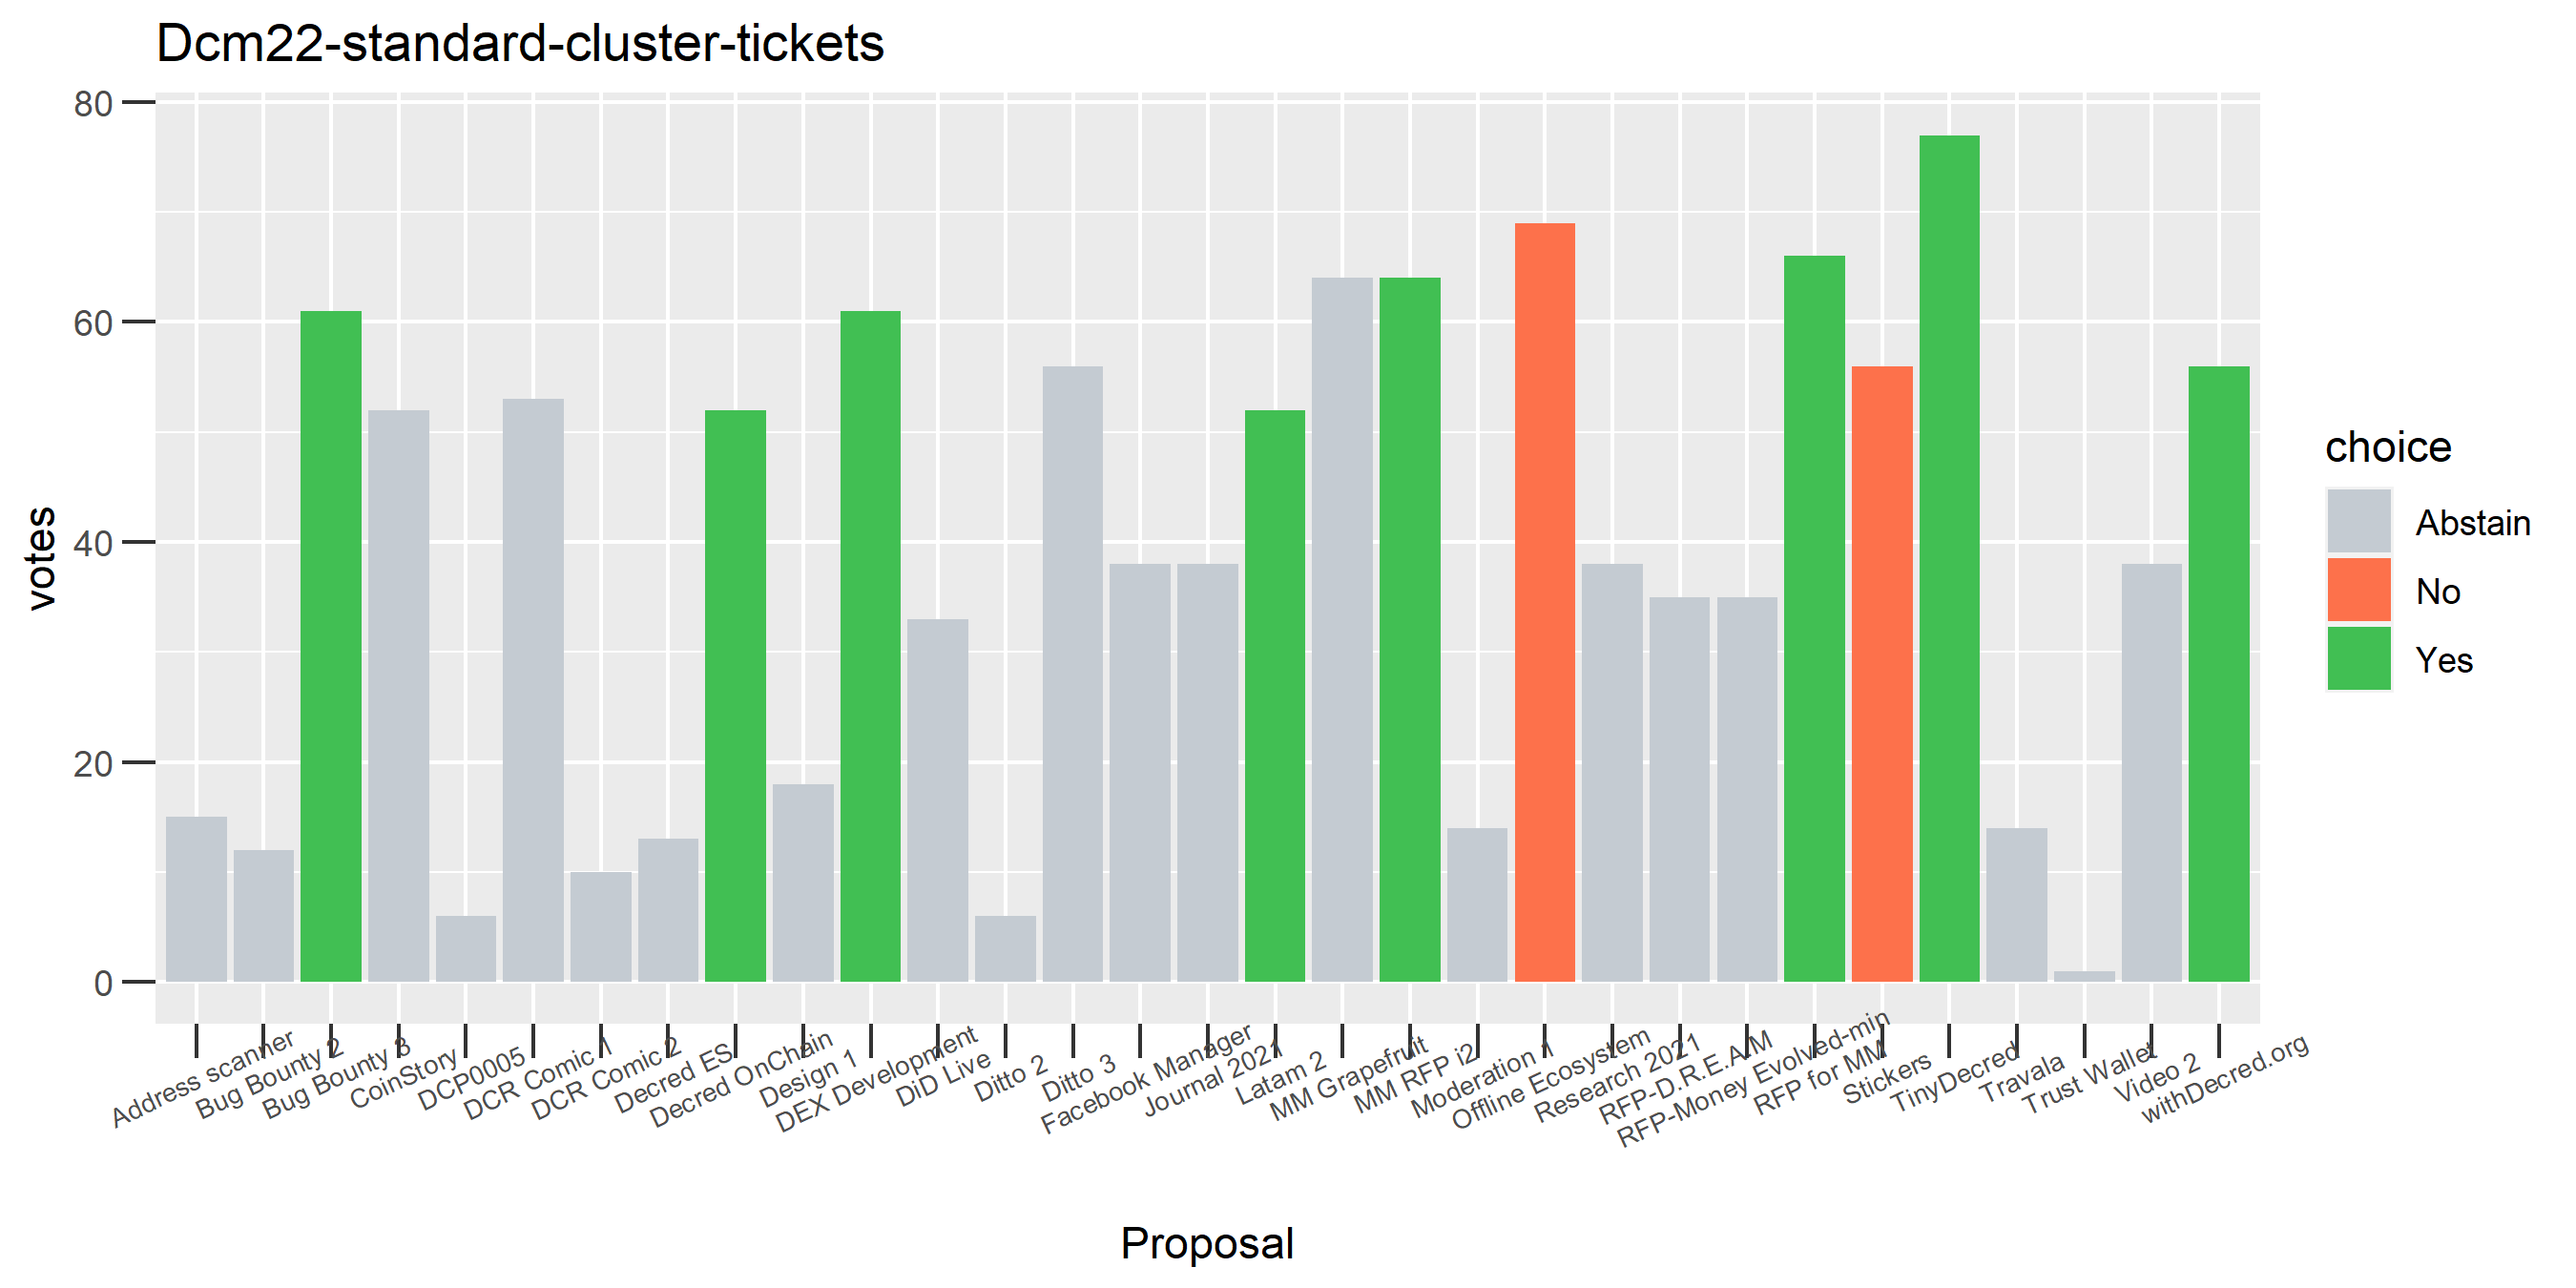 Dcm22-standard-cluster-tickets
votes
80
60
40
20
0
Address scanner
Bug Bounty 2
Bug Bounty 3
CoinStory
DCP0005
DCR Comic 1
DCR Comic 2
Decred ES
Decred OnChain
Design 1
DEX Development
DiD Live
Ditto 2
Ditto 3
Facebook Manager
Journal 2021
Latam 2
MM Grapefruit
MM RFP i2
Moderation 1
Offline Ecosystem
Research 2021
RFP-D.R.E.A.M
RFP-Money Evolved-min
RFP for MM
Stickers
TinyDecred
Travala
Trust Wallet
Video 2
withDecred.org
Proposal
choice
Abstain
No
Yes